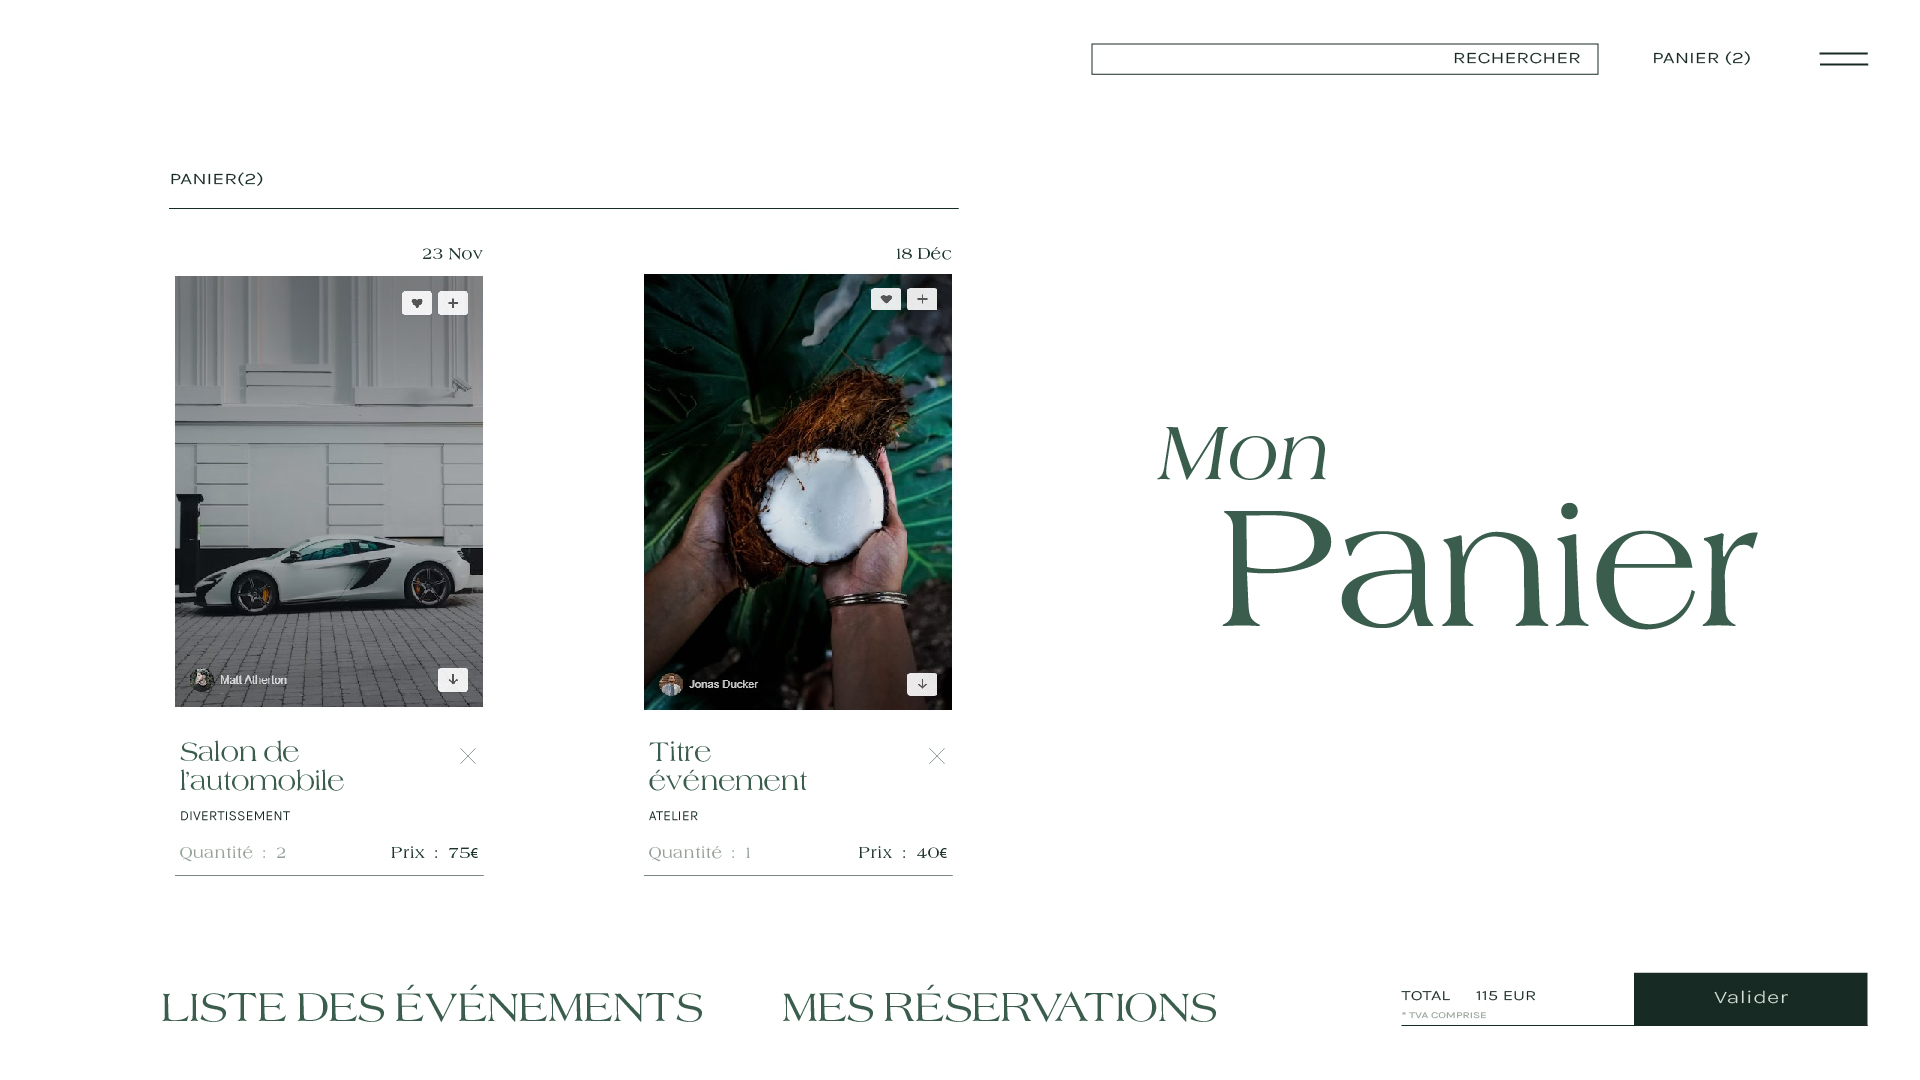 RECHERCHER
PANIER (2)
PANIER(2)
23 Nov
18 Déc
Matt Atherton
Jonas Ducker
Mon
Panier
Salon de
l'automobile
DIVERTISSEMENT
Quantité : 2
Prix : 75€
Titre
événement
ATELIER
Quantité : 1
Prix : 40€
LISTE DES ÉVÉNEMENTS
MES RÉSERVATIONS
TOTAL 115 EUR
* TVA COMPRISE
Valider